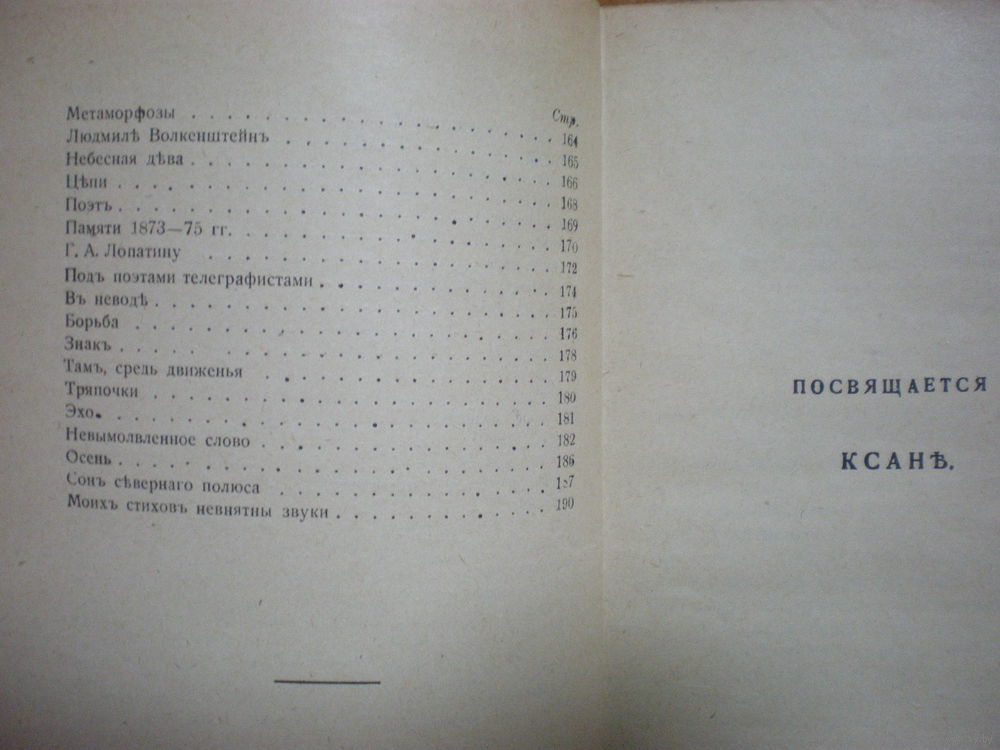 Стр.
Метаморфозы . . . . . . . . . . . . . . . . 164
Людмилѣ Волкенштейнъ . . . . . . . . . . . . 165
Небесная дѣва . . . . . . . . . . . . . . . . 166
Цѣпи . . . . . . . . . . . . . . . . . . . 168
Поэтъ . . . . . . . . . . . . . . . . . . . 169
Памяти 1873—75 гг. . . . . . . . . . . . . . 170
Г. А. Лопатину . . . . . . . . . . . . . . . 172
Подъ поэтами телеграфистами . . . . . . . . . . 174
Въ неводѣ . . . . . . . . . . . . . . . . . 175
Борьба . . . . . . . . . . . . . . . . . . 176
Знакъ . . . . . . . . . . . . . . . . . . . 178
Тамъ, средь движенья . . . . . . . . . . . . 179
Тряпочки . . . . . . . . . . . . . . . . . 180
Эхо . . . . . . . . . . . . . . . . . . . 181
Невымолвленное слово . . . . . . . . . . . . 182
Осень . . . . . . . . . . . . . . . . . . . 186
Сонъ сѣвернаго полюса . . . . . . . . . . . . 187
Моихъ стиховъ невнятны звуки . . . . . . . . . 190
ПОСВЯЩАЕТСЯ
КСАНѢ.